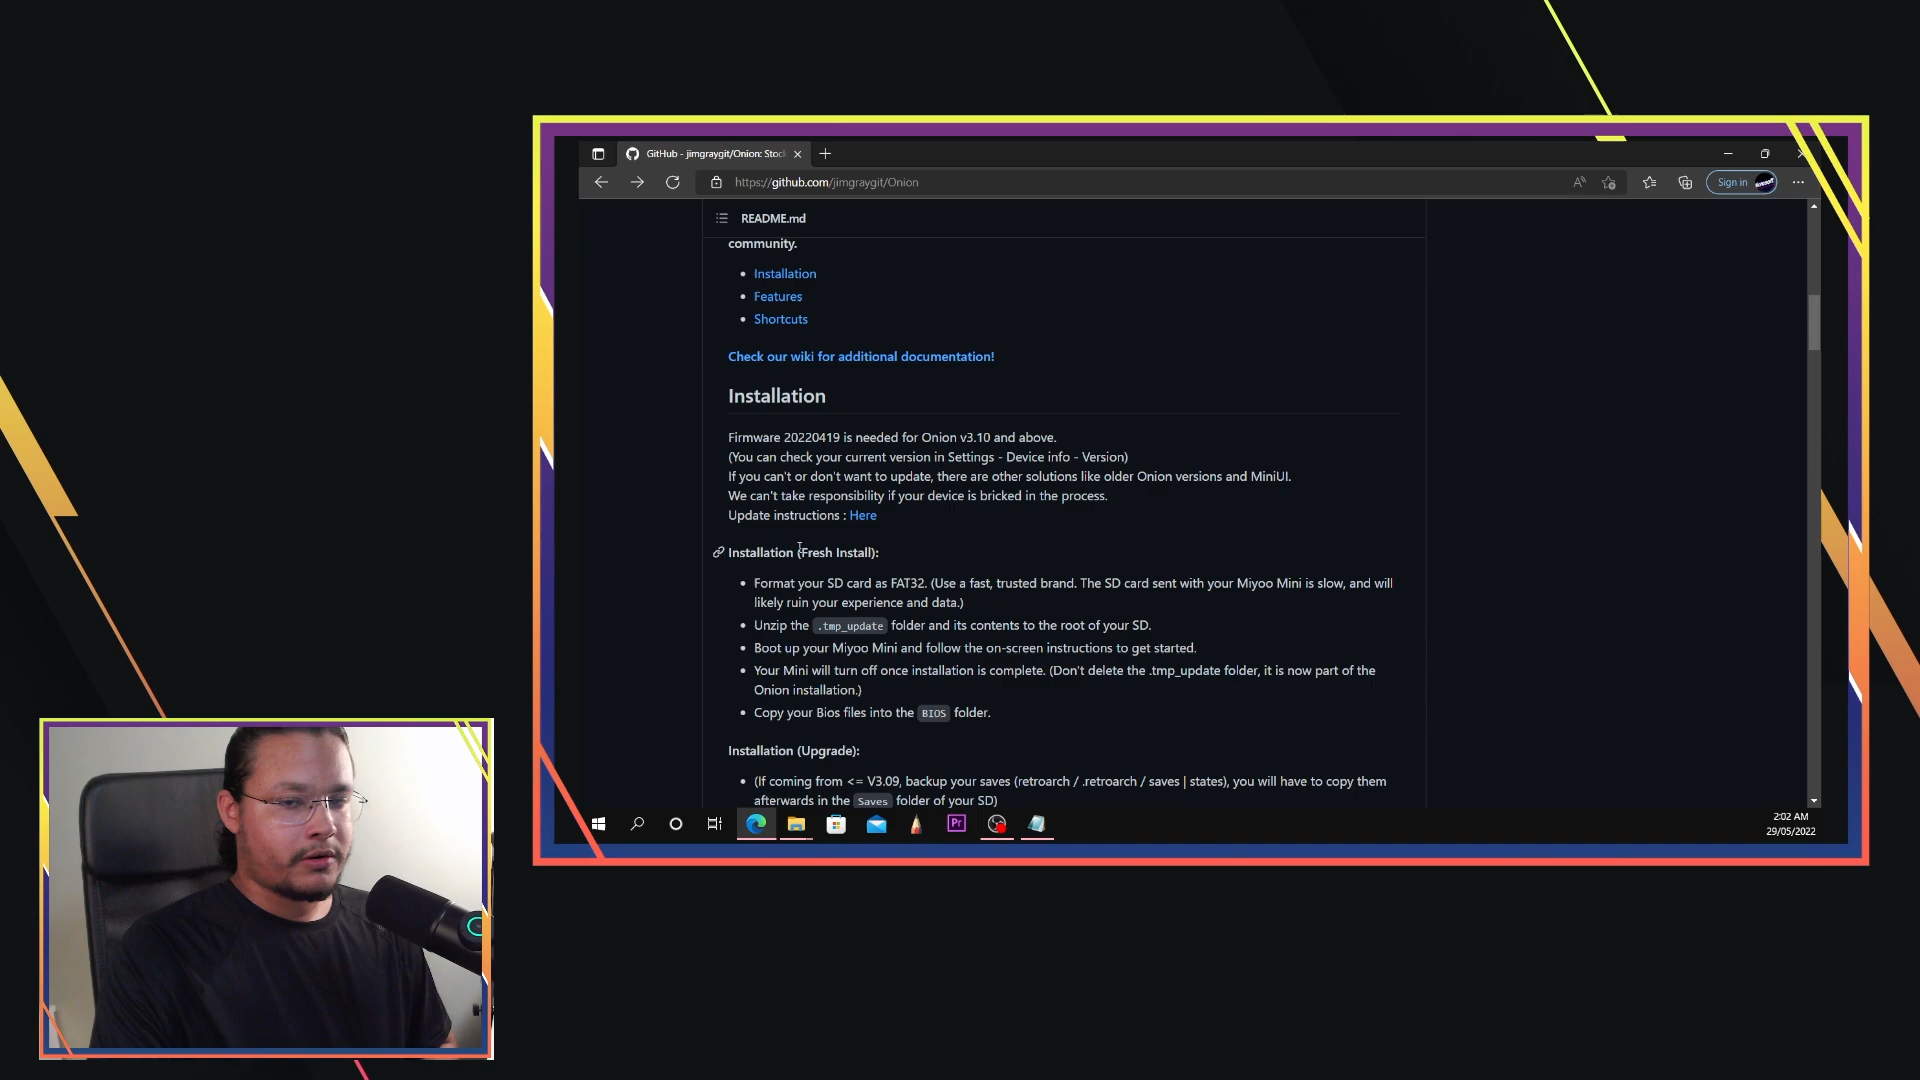 GitHub - jimgraygit/Onion: Stoc
https://github.com/jimgraygit/Onion
Sign in
README.md
community.
Installation
Features
Shortcuts
Check our wiki for additional documentation!
Installation
Firmware 20220419 is needed for Onion v3.10 and above.
(You can check your current version in Settings - Device info - Version)
If you can't or don't want to update, there are other solutions like older Onion versions and MiniUI.
We can't take responsibility if your device is bricked in the process.
Update instructions : Here
Installation (Fresh Install):
Format your SD card as FAT32. (Use a fast, trusted brand. The SD card sent with your Miyoo Mini is slow, and will
likely ruin your experience and data.)
Unzip the .tmp_update folder and its contents to the root of your SD.
Boot up your Miyoo Mini and follow the on-screen instructions to get started.
Your Mini will turn off once installation is complete. (Don't delete the .tmp_update folder, it is now part of the
Onion installation.)
Copy your Bios files into the BIOS folder.
Installation (Upgrade):
(If coming from <= V3.09, backup your saves (retroarch / .retroarch / saves | states), you will have to copy them
afterwards in the Saves folder of your SD)
Pr
2:02 AM
29/05/2022